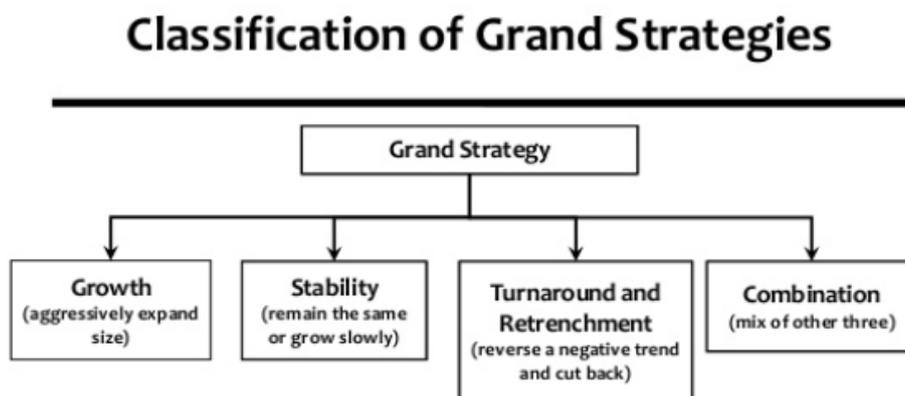 Classification of Grand Strategies
Grand Strategy
Growth
(aggressively expand
size)
Stability
(remain the same
or grow slowly)
Turnaround and
Retrenchment
(reverse a negative trend
and cut back)
Combination
(mix of other three)